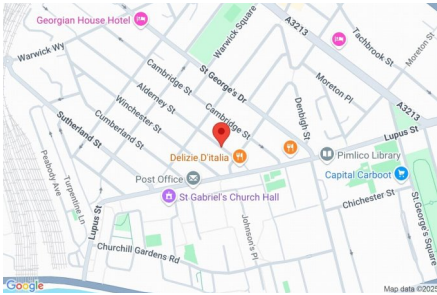 Georgian House Hotel
A3213
Warwick Wy
Warwick Square
Tachbrook St
Moreton St
St George's Dr
Cambridge St
Moreton Pl
Alderney St
Sutherland St
Winchester St
Cambridge St
Denbigh St
A3213
Cumberland St
Lupus St
Delizie D'italia
Pimlico Library
Peabody Ave
Post Office
Capital Carboot
Turpentine Ln
St Gabriel's Church Hall
Chichester St
St.George's Square
Lupus St
Johnson's Pl
Churchill Gardens Rd
Google
Map data ©2025